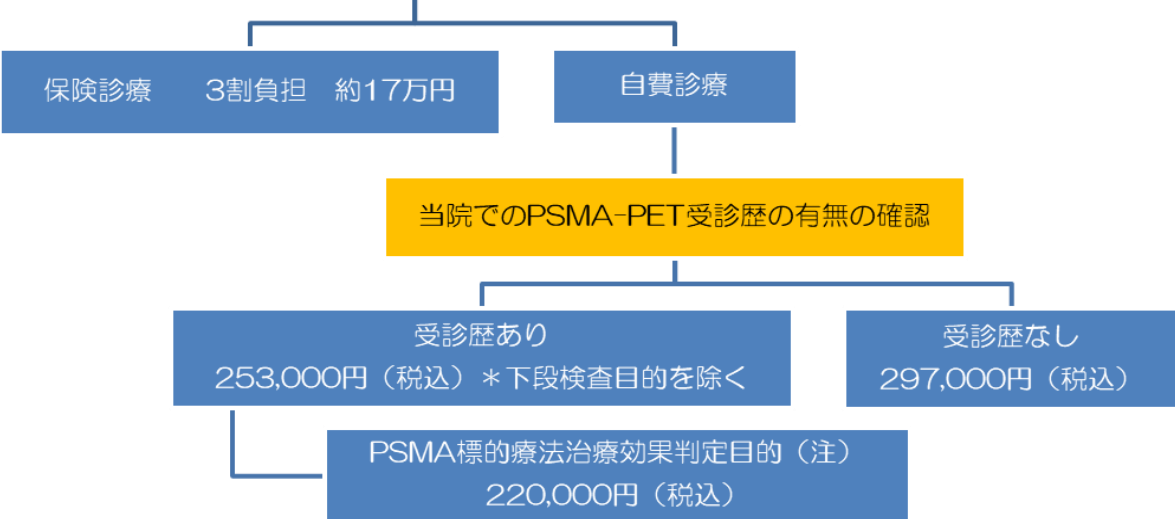 保険診療　　3割負担　約17万円
自費診療
当院でのPSMA-PET受診歴の有無の確認
受診歴あり
253,000円（税込）＊下段検査目的を除く
受診歴なし
297,000円（税込）
PSMA標的療法治療効果判定目的（注）
220,000円（税込）